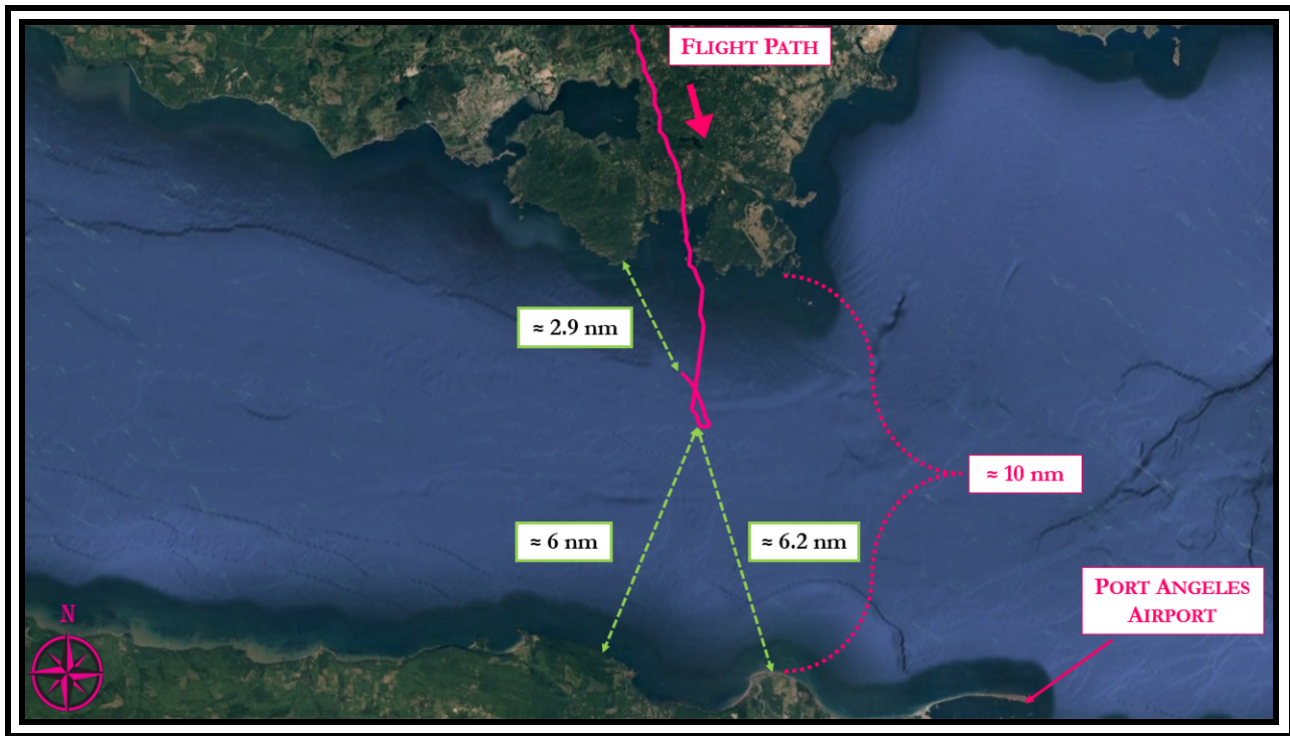 FLIGHT PATH
≈ 2.9 nm
≈ 10 nm
≈ 6 nm
≈ 6.2 nm
PORT ANGELES
AIRPORT
N